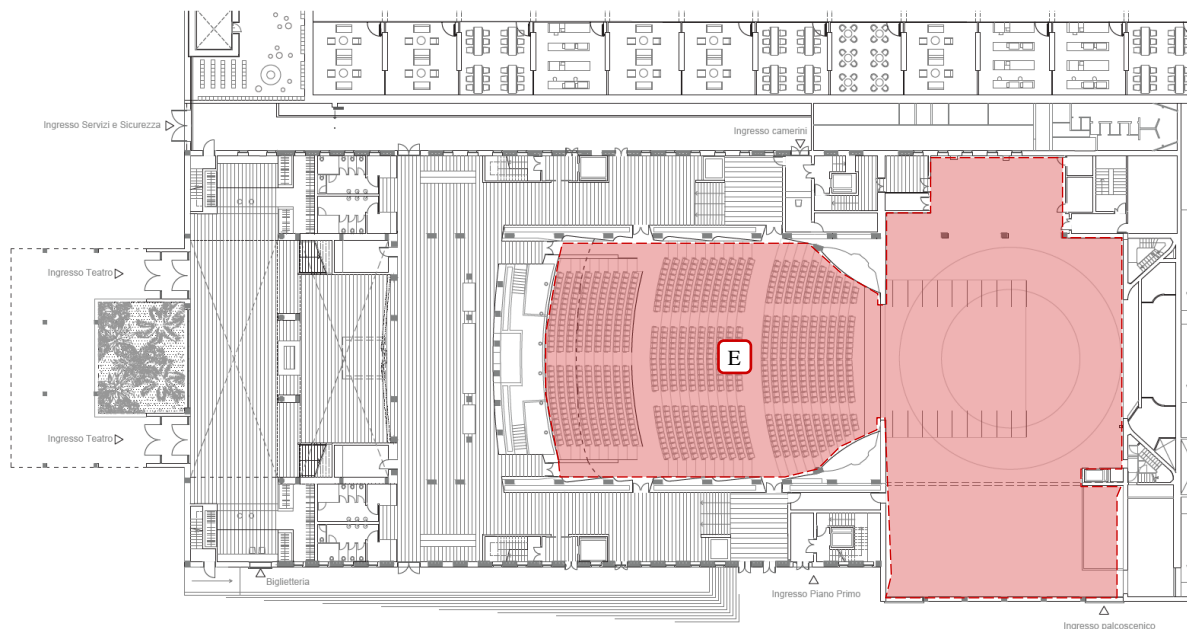 Ingresso Servizi e Sicurezza
Ingresso camerini
Ingresso Teatro
E
Ingresso Teatro
Biglietteria
Ingresso Piano Primo
Ingresso palcoscenico